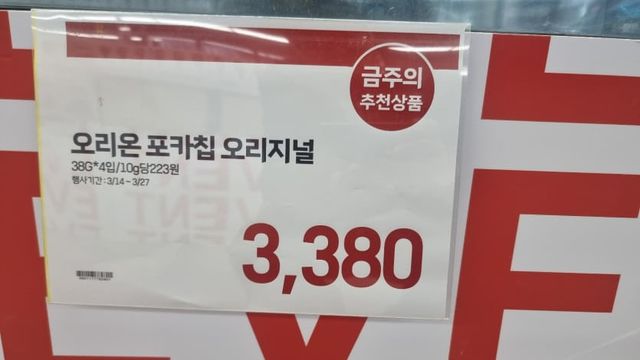 금주의
추천상품
오리온 포카칩 오리지널
38G*4입/10g당223원
행사기간 : 3/14 ~ 3/27
3,380